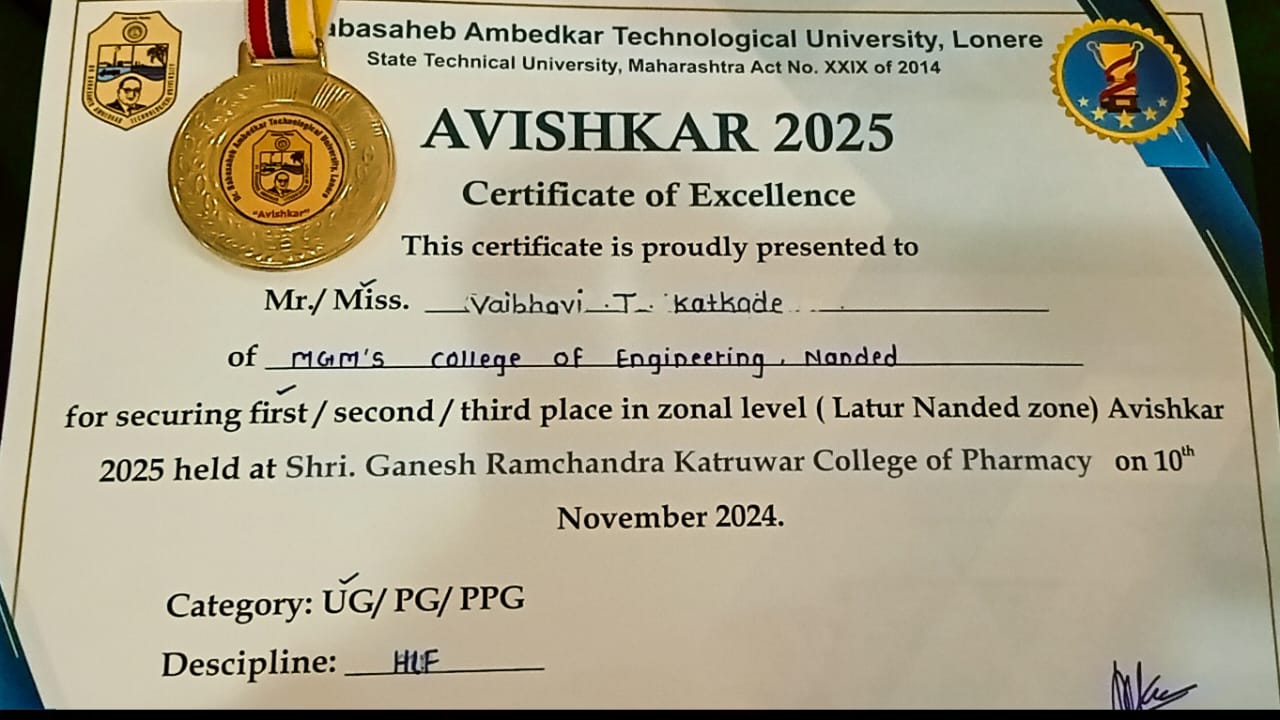 abasaheb Ambedkar Technological University, Lonere
State Technical University, Maharashtra Act No. XXIX of 2014
Dr. Babasaheb Ambedkar Technological University, Lonere
"Avishkar"
AVISHKAR 2025
Certificate of Excellence
This certificate is proudly presented to
Mr./ Miss. Vaibhavi T. Katkade
of MGM'S College of Engineering, Nanded
for securing first / second / third place in zonal level ( Latur Nanded zone) Avishkar
2025 held at Shri. Ganesh Ramchandra Katruwar College of Pharmacy on 10th
November 2024.
Category: UG/ PG/ PPG
Descipline: HLF